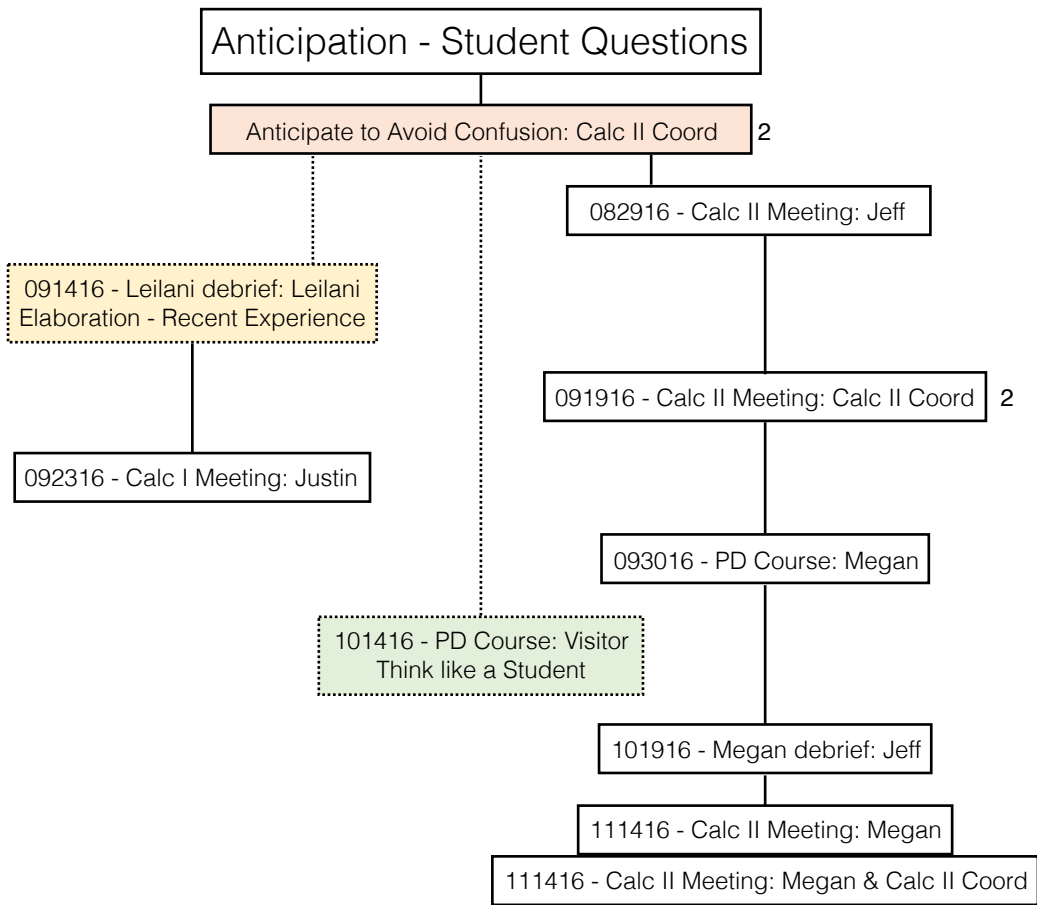 Anticipation - Student Questions
Anticipate to Avoid Confusion: Calc II Coord
2
082916 - Calc II Meeting: Jeff
091416 - Leilani debrief: Leilani
Elaboration - Recent Experience
091916 - Calc II Meeting: Calc II Coord
2
092316 - Calc I Meeting: Justin
093016 - PD Course: Megan
101416 - PD Course: Visitor
Think like a Student
101916 - Megan debrief: Jeff
111416 - Calc II Meeting: Megan
111416 - Calc II Meeting: Megan & Calc II Coord